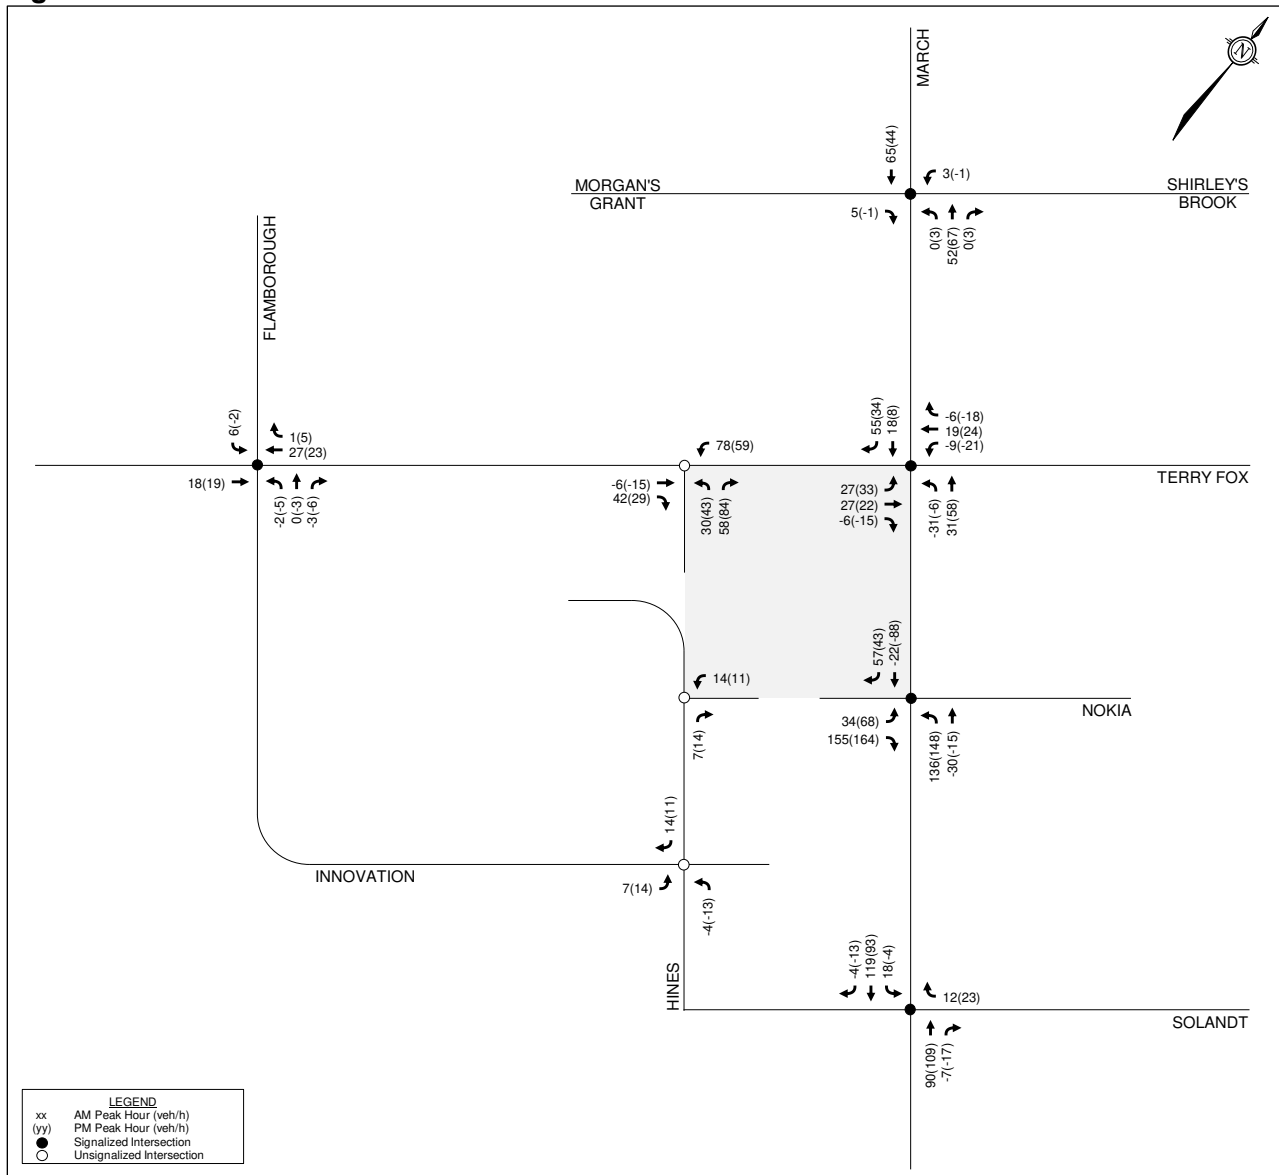 MARCH
N
65(44)
3(-1)
MORGAN'S
GRANT
SHIRLEY'S
BROOK
5(-1)
0(3)
52(67)
0(3)
FLAMBOROUGH
6(-2)
1(5)
27(23)
18(19)
-2(-5)
0(-3)
-3(-6)
78(59)
-6(-15)
42(29)
30(43)
58(84)
55(34)
18(8)
-6(-18)
19(24)
-9(-21)
TERRY FOX
27(33)
27(22)
-6(-15)
-31(-6)
31(58)
57(43)
-22(-88)
14(11)
NOKIA
7(14)
34(68)
155(164)
136(148)
-30(-15)
14(11)
INNOVATION
7(14)
-4(-13)
HINES
-4(-13)
119(93)
18(-4)
12(23)
SOLANDT
90(109)
-7(-17)
LEGEND
xx AM Peak Hour (veh/h)
(yy) PM Peak Hour (veh/h)
Signalized Intersection
Unsignalized Intersection